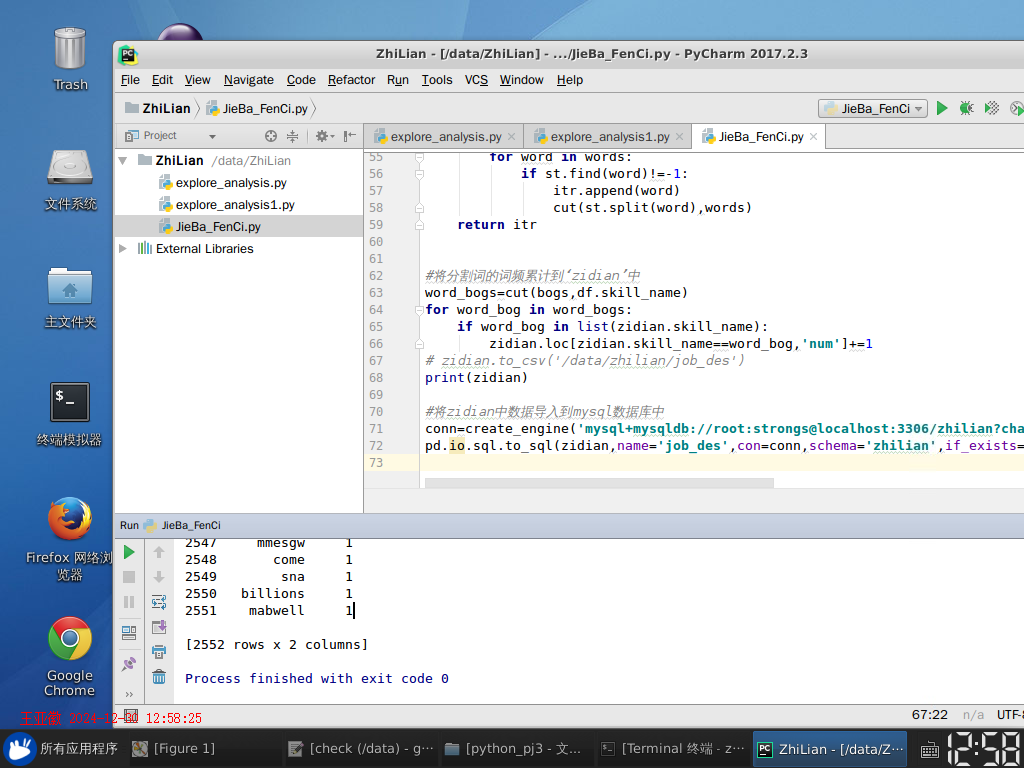 Trash
文件系统
主文件夹
终端模拟器
Firefox 网络浏
览器
Google
Chrome
ZhiLian - [/data/ZhiLian] - .../JieBa_FenCi.py - PyCharm 2017.2.3
File Edit View Navigate Code Refactor Run Tools VCS Window Help
ZhiLian JieBa_FenCi.py JieBa_FenCi
Project explore_analysis.py explore_analysis1.py JieBa_FenCi.py
ZhiLian /data/ZhiLian
explore_analysis.py
explore_analysis1.py
JieBa_FenCi.py
External Libraries
55 for word in words:
56 if st.find(word)!=-1:
57 itr.append(word)
58 cut(st.split(word),words)
59 return itr
60
61
62 #将分割词的词频累计到‘zidian’中
63 word_bogs=cut(bogs,df.skill_name)
64 for word_bog in word_bogs:
65 if word_bog in list(zidian.skill_name):
66 zidian.loc[zidian.skill_name==word_bog,'num']+=1
67 # zidian.to_csv('/data/zhilian/job_des')
68 print(zidian)
69
70 #将zidian中数据导入到mysql数据库中
71 conn=create_engine('mysql+mysqldb://root:strongs@localhost:3306/zhilian?cha
72 pd.io.sql.to_sql(zidian,name='job_des',con=conn,schema='zhilian',if_exists=
73
Run JieBa_FenCi
2547 mmesgw 1
2548 come 1
2549 sna 1
2550 billions 1
2551 mabwell 1
[2552 rows x 2 columns]
Process finished with exit code 0
12:58:25
67:22 n/a UTF-8
所有应用程序 [Figure 1] [check (/data) - g··· [python_pj3 - 文... [Terminal 终端 - z··· ZhiLian - [/data/Z··· 12:58